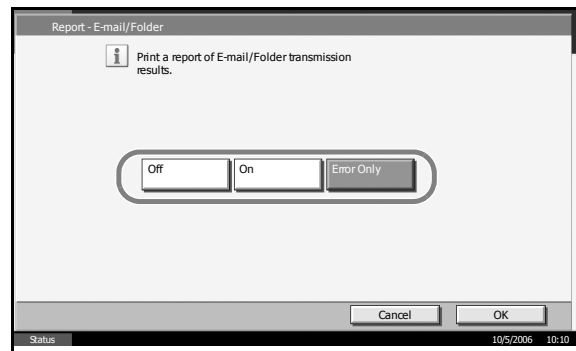 Report - E-mail/Folder
Print a report of E-mail/Folder transmission
results.
Off
On
Error Only
Cancel
OK
Status
10/5/2006 10:10